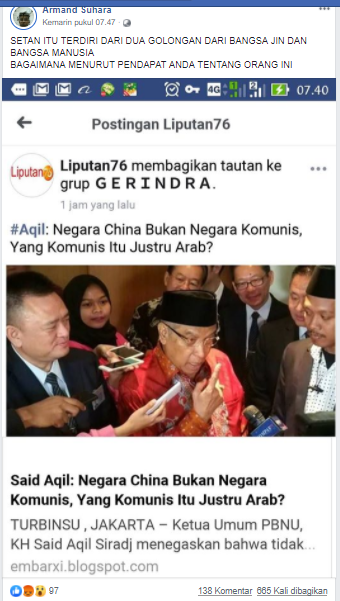 Armand Suhara
Kemarin pukul 07.47
SETAN ITU TERDIRI DARI DUA GOLONGAN DARI BANGSA JIN DAN
BANGSA MANUSIA
BAGAIMANA MENURUT PENDAPAT ANDA TENTANG ORANG INI
4G 1 07.40
Postingan Liputan76
Liputan76 membagikan tautan ke
grup G E R I N D R A.
1 jam yang lalu
#Aqil: Negara China Bukan Negara Komunis,
Yang Komunis Itu Justru Arab?
Said Aqil: Negara China Bukan Negara
Komunis, Yang Komunis Itu Justru Arab?
TURBINSU , JAKARTA – Ketua Umum PBNU,
KH Said Aqil Siradj menegaskan bahwa tidak...
embarxi.blogspot.com
97
138 Komentar 665 Kali dibagikan